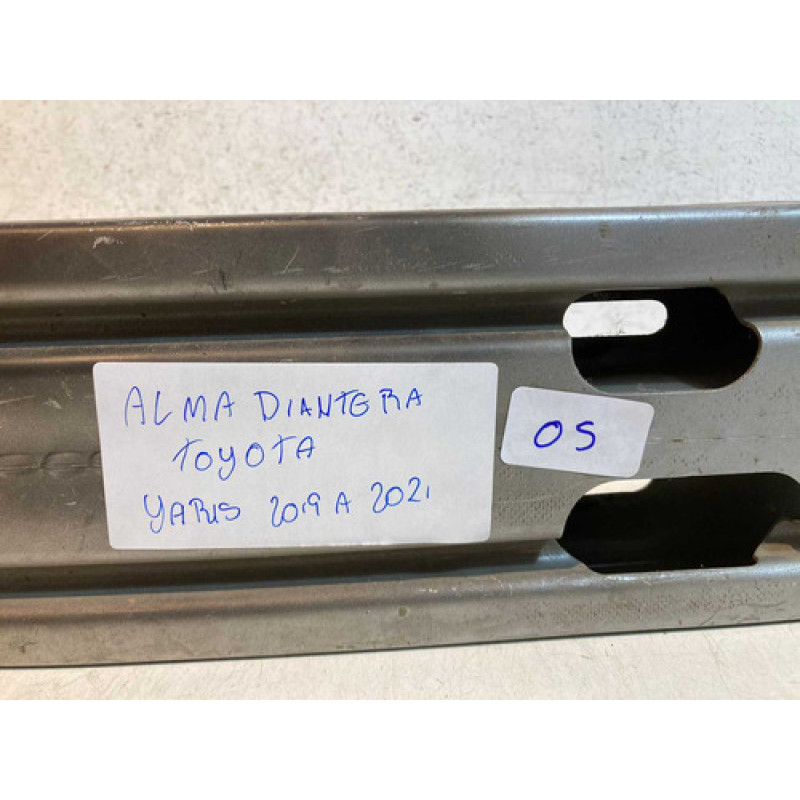 ALMA DIANTERA
TOYOTA
YARIS 2019 A 2021
OS